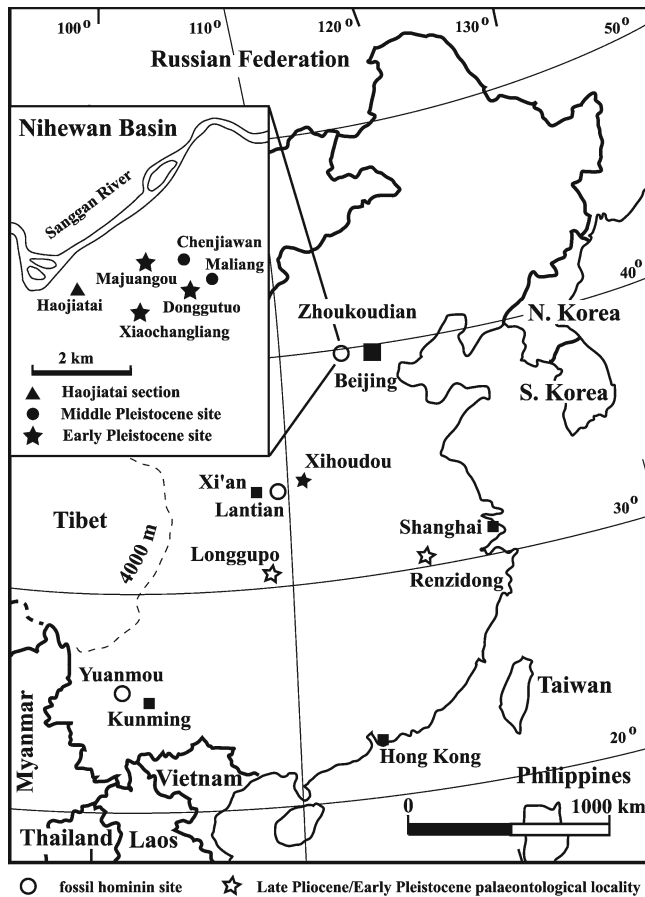 100°
110°
120°
130°
50°
Russian Federation
Nihewan Basin
Sanggan River
Chenjiawan
Majuangou
Maliang
Haojiatai
Donggutuo
Xiaochangliang
2 km
Haojiatai section
Middle Pleistocene site
Early Pleistocene site
40°
Zhoukoudian
N. Korea
Beijing
S. Korea
Xihoudou
Xi'an
Lantian
Tibet
4000 m
30°
Shanghai
Longgupo
Renzidong
Yuanmou
Kunming
Taiwan
Myanmar
20°
Hong Kong
Vietnam
Philippines
0
1000 km
Thailand
Laos
fossil hominin site
Late Pliocene/Early Pleistocene palaeontological locality